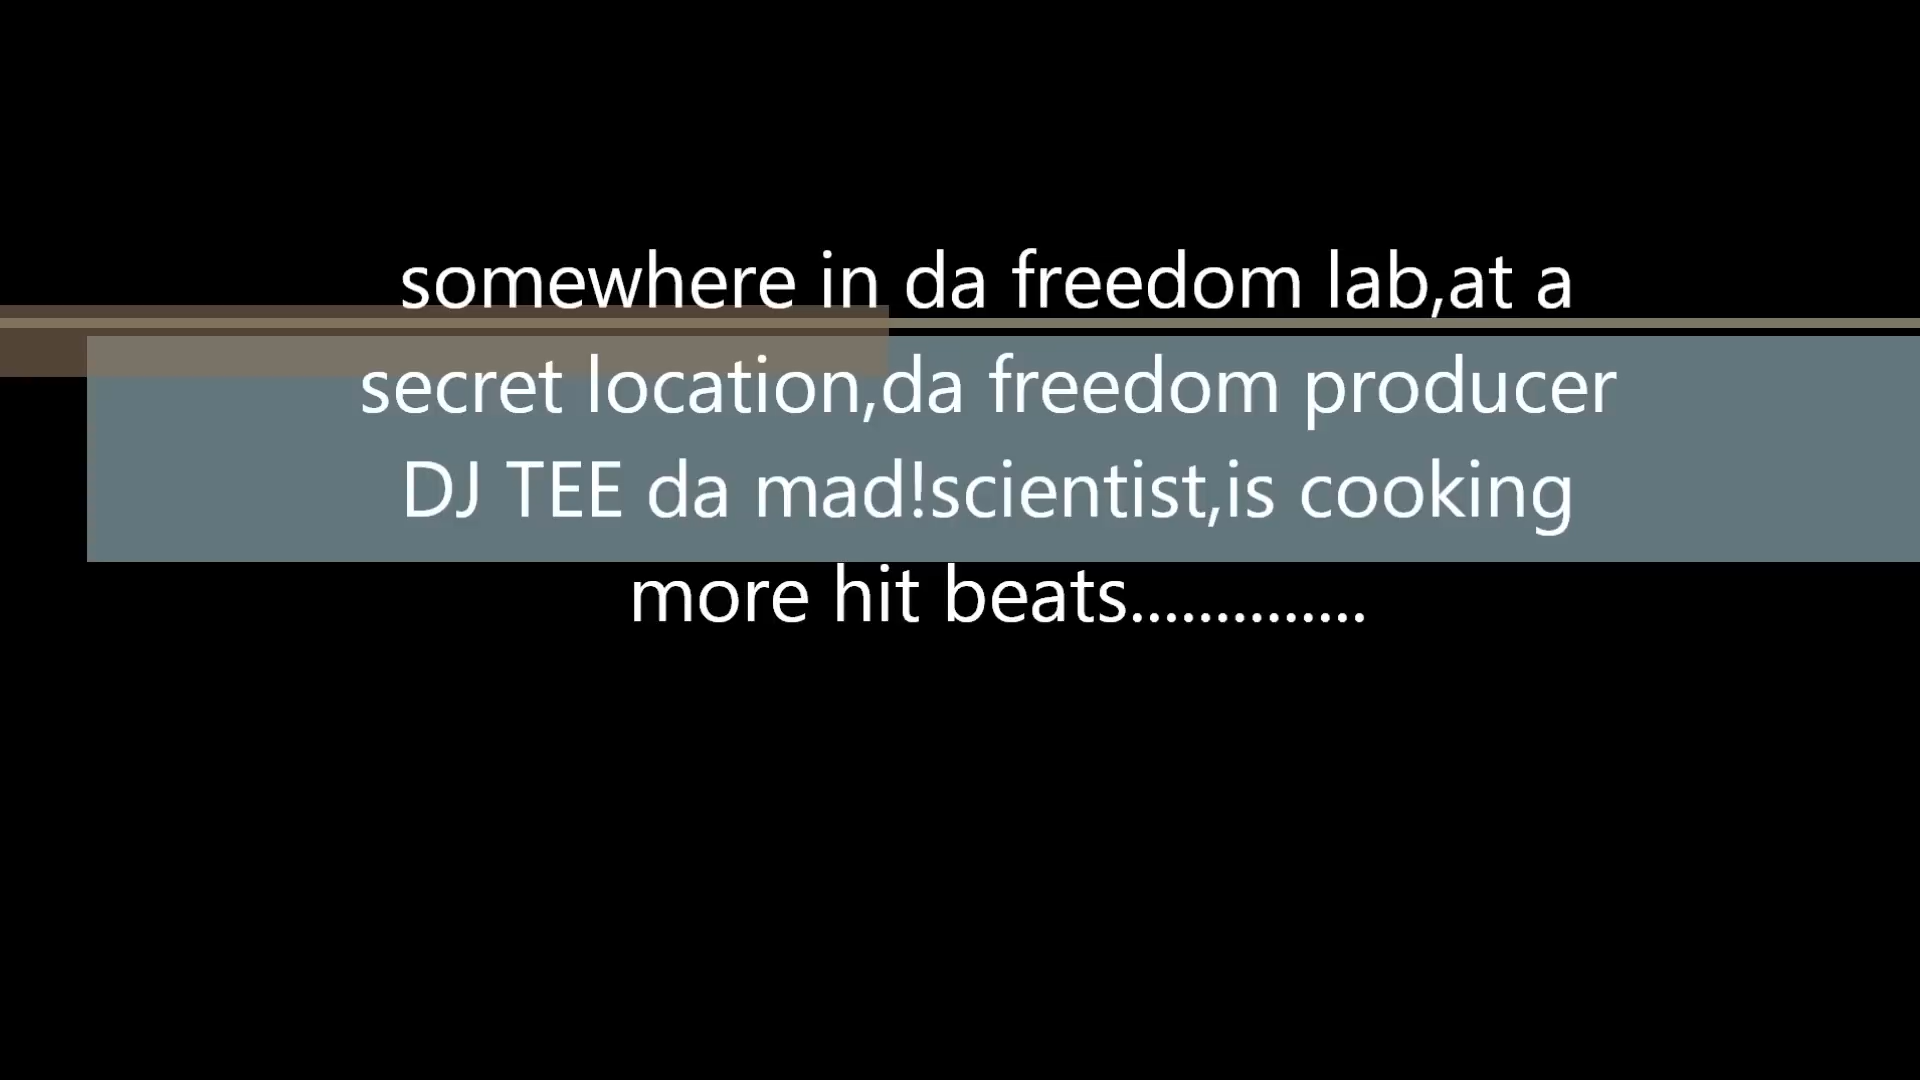 somewhere in da freedom lab,at a
secret location,da freedom producer
DJ TEE da mad!scientist,is cooking
more hit beats..............